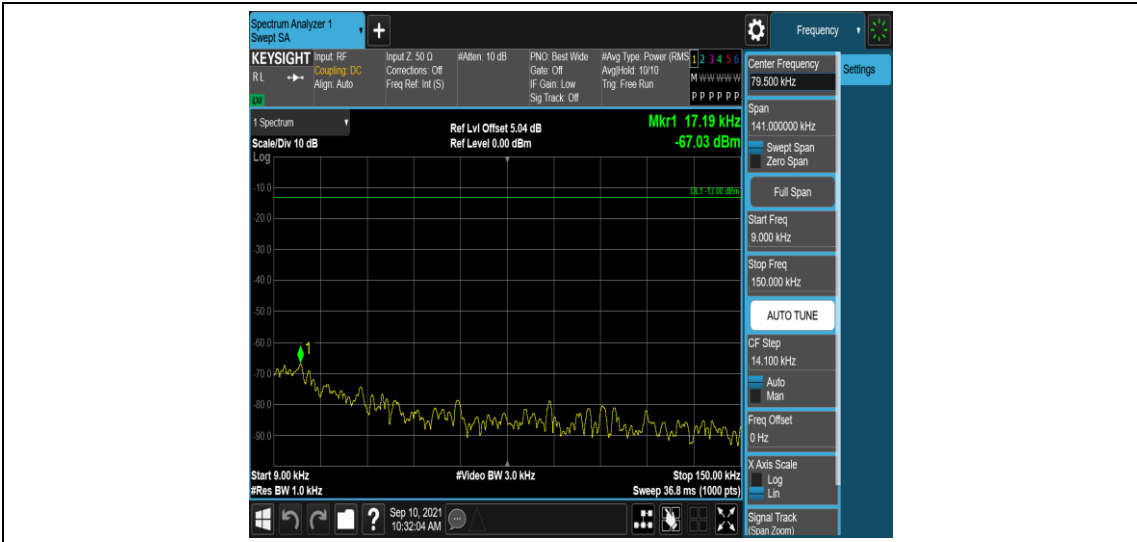 Spectrum Analyzer 1
Swept SA
+
Frequency
KEYSIGHT
RL
Input: RF
Coupling: DC
Align: Auto
Input Z: 50 Ω
Corrections: Off
Freq Ref: Int (S)
#Atten: 10 dB
PNO: Best Wide
Gate: Off
IF Gain: Low
Sig Track: Off
#Avg Type: Power (RMS
Avg|Hold: 10/10
Trig: Free Run
1 2 3 4 5 6
M W W W W W
P P P P P P
1 Spectrum
Scale/Div 10 dB
Log
Ref Lvl Offset 5.04 dB
Ref Level 0.00 dBm
Mkr1 17.19 kHz
-67.03 dBm
DL1 -13.00 dBm
-10.0
-20.0
-30.0
-40.0
-50.0
-60.0
1
-70.0
-80.0
-90.0
Start 9.00 kHz
#Res BW 1.0 kHz
#Video BW 3.0 kHz
Stop 150.00 kHz
Sweep 36.8 ms (1000 pts)
?
Sep 10, 2021
10:32:04 AM
Center Frequency
79.500 kHz
Settings
Span
141.000000 kHz
Swept Span
Zero Span
Full Span
Start Freq
9.000 kHz
Stop Freq
150.000 kHz
AUTO TUNE
CF Step
14.100 kHz
Auto
Man
Freq Offset
0 Hz
X Axis Scale
Log
Lin
Signal Track
(Span Zoom)